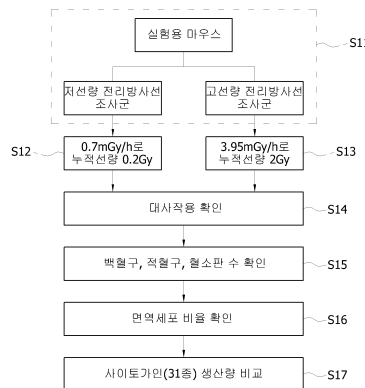 실험용 마우스
S11
저선량 전리방사선
조사군
고선량 전리방사선
조사군
S12
0.7mGy/h로
누적선량 0.2Gy
3.95mGy/h로
누적선량 2Gy
S13
대사작용 확인
S14
백혈구, 적혈구, 혈소판 수 확인
S15
면역세포 비율 확인
S16
사이토가인(31종) 생산량 비교
S17